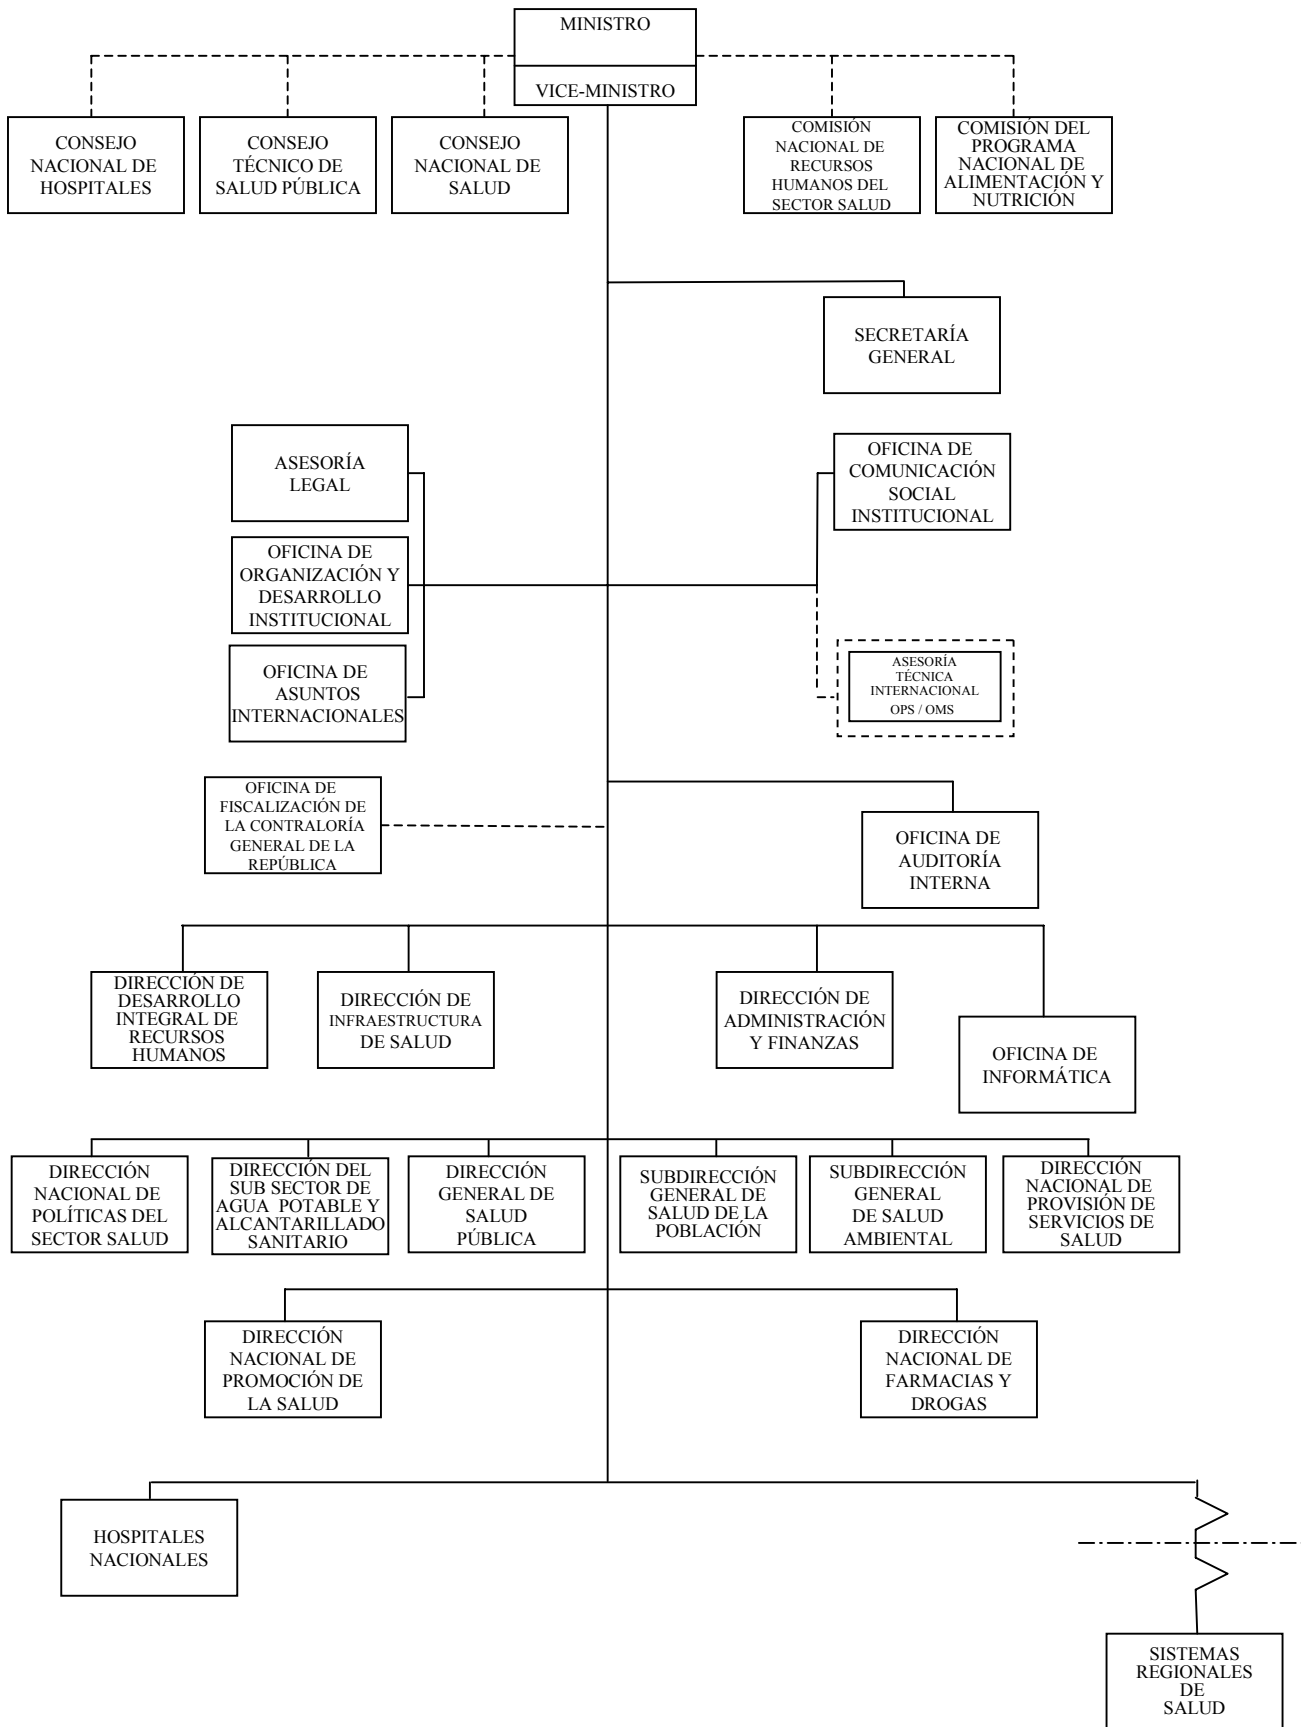 MINISTRO
VICE-MINISTRO
CONSEJO
NACIONAL DE
HOSPITALES
CONSEJO
TÉCNICO DE
SALUD PÚBLICA
CONSEJO
NACIONAL DE
SALUD
COMISIÓN
NACIONAL DE
RECURSOS
HUMANOS DEL
SECTOR SALUD
COMISIÓN DEL
PROGRAMA
NACIONAL DE
ALIMENTACIÓN Y
NUTRICIÓN
SECRETARÍA
GENERAL
ASESORÍA
LEGAL
OFICINA DE
COMUNICACIÓN
SOCIAL
INSTITUCIONAL
OFICINA DE
ORGANIZACIÓN Y
DESARROLLO
INSTITUCIONAL
OFICINA DE
ASUNTOS
INTERNACIONALES
ASESORÍA
TÉCNICA
INTERNACIONAL
OPS / OMS
OFICINA DE
FISCALIZACIÓN DE
LA CONTRALORÍA
GENERAL DE LA
REPÚBLICA
OFICINA DE
AUDITORÍA
INTERNA
DIRECCIÓN DE
DESARROLLO
INTEGRAL DE
RECURSOS
HUMANOS
DIRECCIÓN DE
INFRAESTRUCTURA
DE SALUD
DIRECCIÓN DE
ADMINISTRACIÓN
Y FINANZAS
OFICINA DE
INFORMÁTICA
DIRECCIÓN
NACIONAL DE
POLÍTICAS DEL
SECTOR SALUD
DIRECCIÓN DEL
SUB SECTOR DE
AGUA POTABLE Y
ALCANTARILLADO
SANITARIO
DIRECCIÓN
GENERAL DE
SALUD
PÚBLICA
SUBDIRECCIÓN
GENERAL DE
SALUD DE LA
POBLACIÓN
SUBDIRECCIÓN
GENERAL
DE SALUD
AMBIENTAL
DIRECCIÓN
NACIONAL DE
PROVISIÓN DE
SERVICIOS DE
SALUD
DIRECCIÓN
NACIONAL DE
PROMOCIÓN DE
LA SALUD
DIRECCIÓN
NACIONAL DE
FARMACIAS Y
DROGAS
HOSPITALES
NACIONALES
SISTEMAS
REGIONALES
DE
SALUD